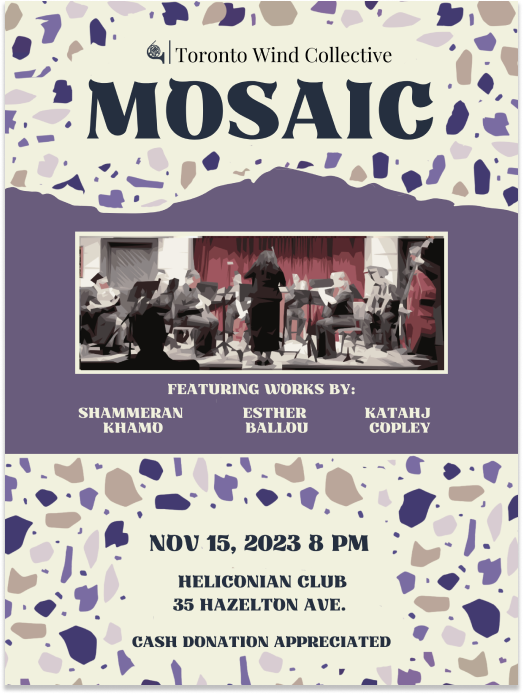 Toronto Wind Collective
MOSAIC
FEATURING WORKS BY:
SHAMMERAN KHAMO
ESTHER BALLOU
KATAHJ COPLEY
NOV 15, 2023 8 PM
HELICONIAN CLUB
35 HAZELTON AVE.
CASH DONATION APPRECIATED